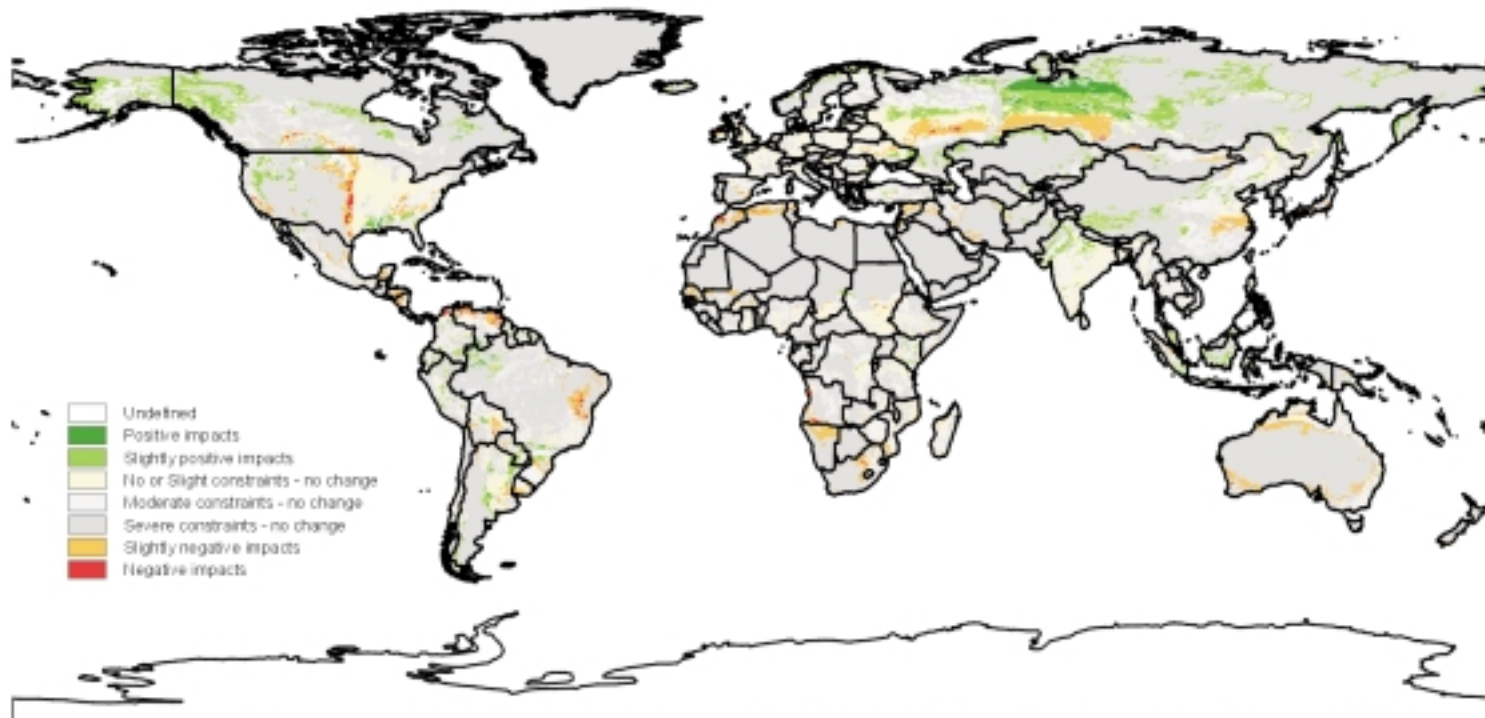 Undefined
Positive impacts
Slightly positive impacts
No or Slight constraints - no change
Moderate constraints - no change
Severe constraints - no change
Slightly negative impacts
Negative impacts